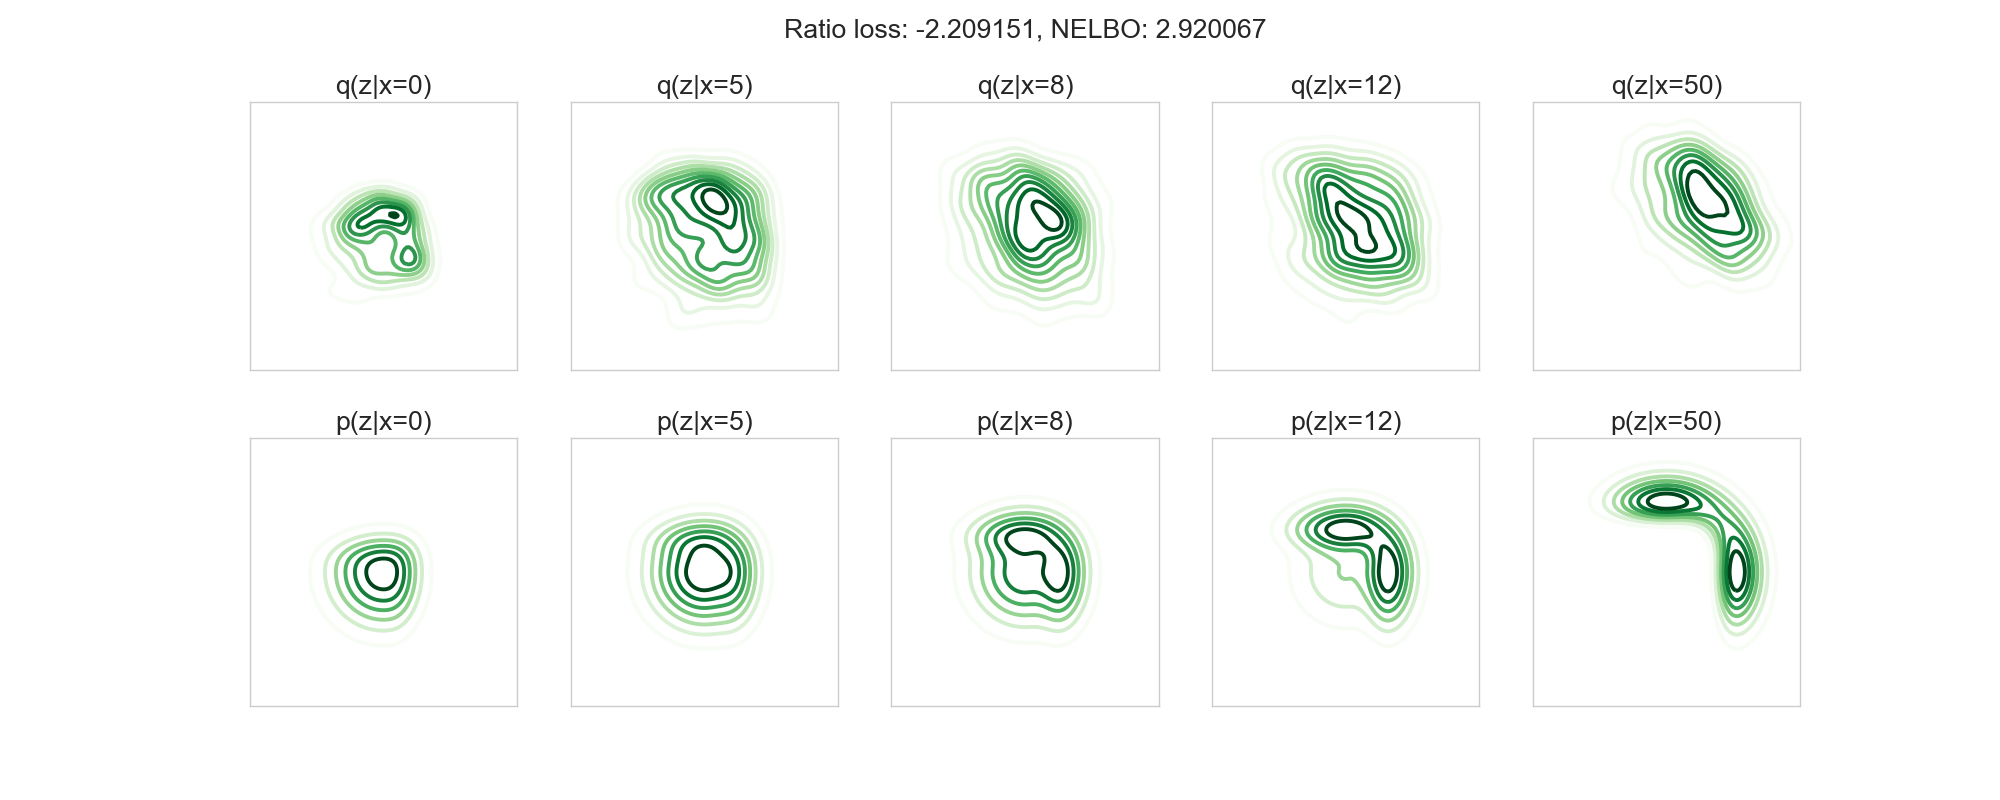 Ratio loss: -2.209151, NELBO: 2.920067
q(z|x=0) q(z|x=5) q(z|x=8) q(z|x=12) q(z|x=50)
p(z|x=0) p(z|x=5) p(z|x=8) p(z|x=12) p(z|x=50)